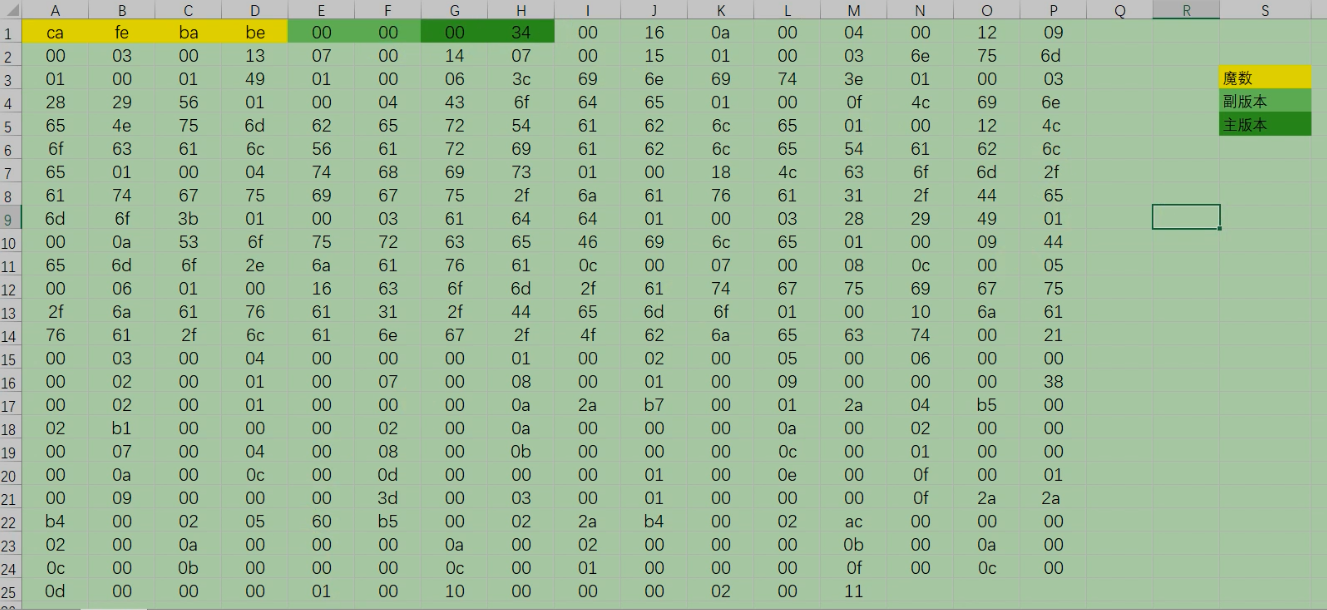 A B C D E F G H I J K L M N O P Q R S
1 ca fe ba be 00 00 00 34 00 16 0a 00 04 00 12 09
2 00 03 00 13 07 00 14 07 00 15 01 00 03 6e 75 6d
3 01 00 01 49 01 00 06 3c 69 6e 69 74 3e 01 00 03 魔数
4 28 29 56 01 00 04 43 6f 64 65 01 00 0f 4c 69 6e 副版本
5 65 4e 75 6d 62 65 72 54 61 62 6c 65 01 00 12 4c 主版本
6 6f 63 61 6c 56 61 72 69 61 62 6c 65 54 61 62 6c
7 65 01 00 04 74 68 69 73 01 00 18 4c 63 6f 6d 2f
8 61 74 67 75 69 67 75 2f 6a 61 76 61 31 2f 44 65
9 6d 6f 3b 01 00 03 61 64 64 01 00 03 28 29 49 01
10 00 0a 53 6f 75 72 63 65 46 69 6c 65 01 00 09 44
11 65 6d 6f 2e 6a 61 76 61 0c 00 07 00 08 0c 00 05
12 00 06 01 00 16 63 6f 6d 2f 61 74 67 75 69 67 75
13 2f 6a 61 76 61 31 2f 44 65 6d 6f 01 00 10 6a 61
14 76 61 2f 6c 61 6e 67 2f 4f 62 6a 65 63 74 00 21
15 00 03 00 04 00 00 00 01 00 02 00 05 00 06 00 00
16 00 02 00 01 00 07 00 08 00 01 00 09 00 00 00 38
17 00 02 00 01 00 00 00 0a 2a b7 00 01 2a 04 b5 00
18 02 b1 00 00 00 02 00 0a 00 00 00 0a 00 02 00 00
19 00 07 00 04 00 08 00 0b 00 00 00 0c 00 01 00 00
20 00 0a 00 0c 00 0d 00 00 00 01 00 0e 00 0f 00 01
21 00 09 00 00 00 3d 00 03 00 01 00 00 00 0f 2a 2a
22 b4 00 02 05 60 b5 00 02 2a b4 00 02 ac 00 00 00
23 02 00 0a 00 00 00 0a 00 02 00 00 00 0b 00 0a 00
24 0c 00 0b 00 00 00 0c 00 01 00 00 00 0f 00 0c 00
25 0d 00 00 00 01 00 10 00 00 00 02 00 11